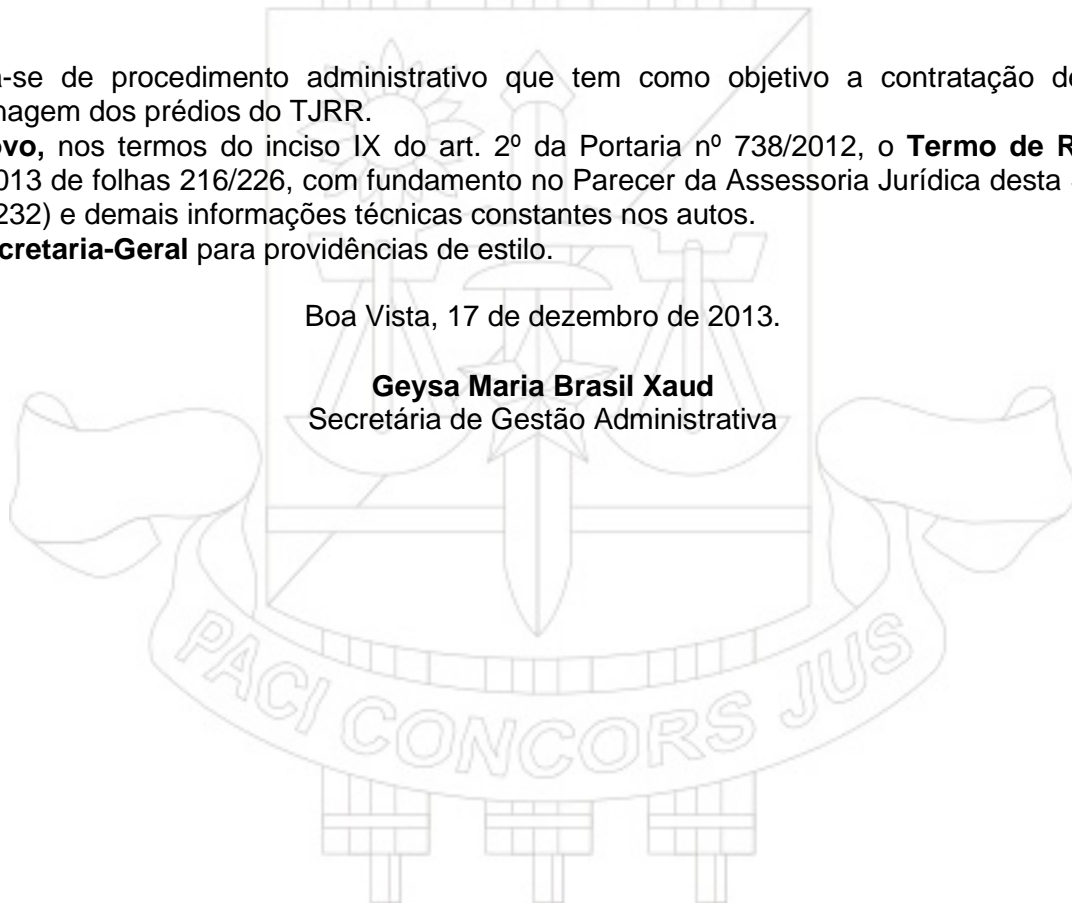 a-se de procedimento administrativo que tem como objetivo a contratação de
nagem dos prédios do TJRR.
ovo, nos termos do inciso IX do art. 2º da Portaria nº 738/2012, o Termo de R
013 de folhas 216/226, com fundamento no Parecer da Assessoria Jurídica desta
232) e demais informações técnicas constantes nos autos.
cretaria-Geral para providências de estilo.
Boa Vista, 17 de dezembro de 2013.
Geysa Maria Brasil Xaud
Secretária de Gestão Administrativa
PACI CONCORS JUS